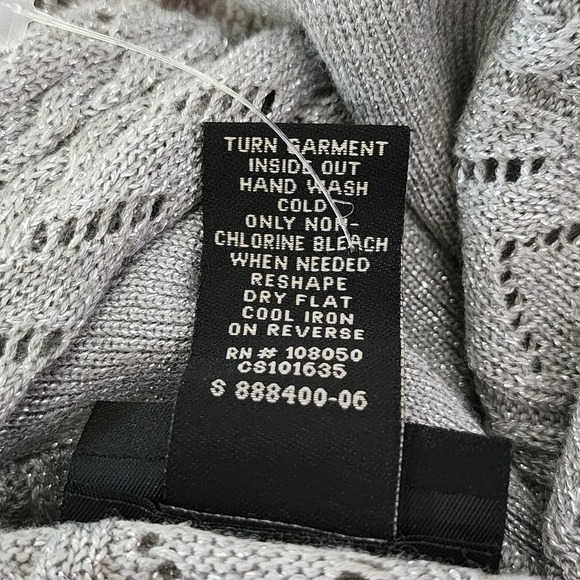 TURN GARMENT
INSIDE OUT
HAND WASH
COLD
ONLY NON-
CHLORINE BLEACH
WHEN NEEDED
RESHAPE
DRY FLAT
COOL IRON
ON REVERSE
RN# 108050
CS101635
S 888400-06